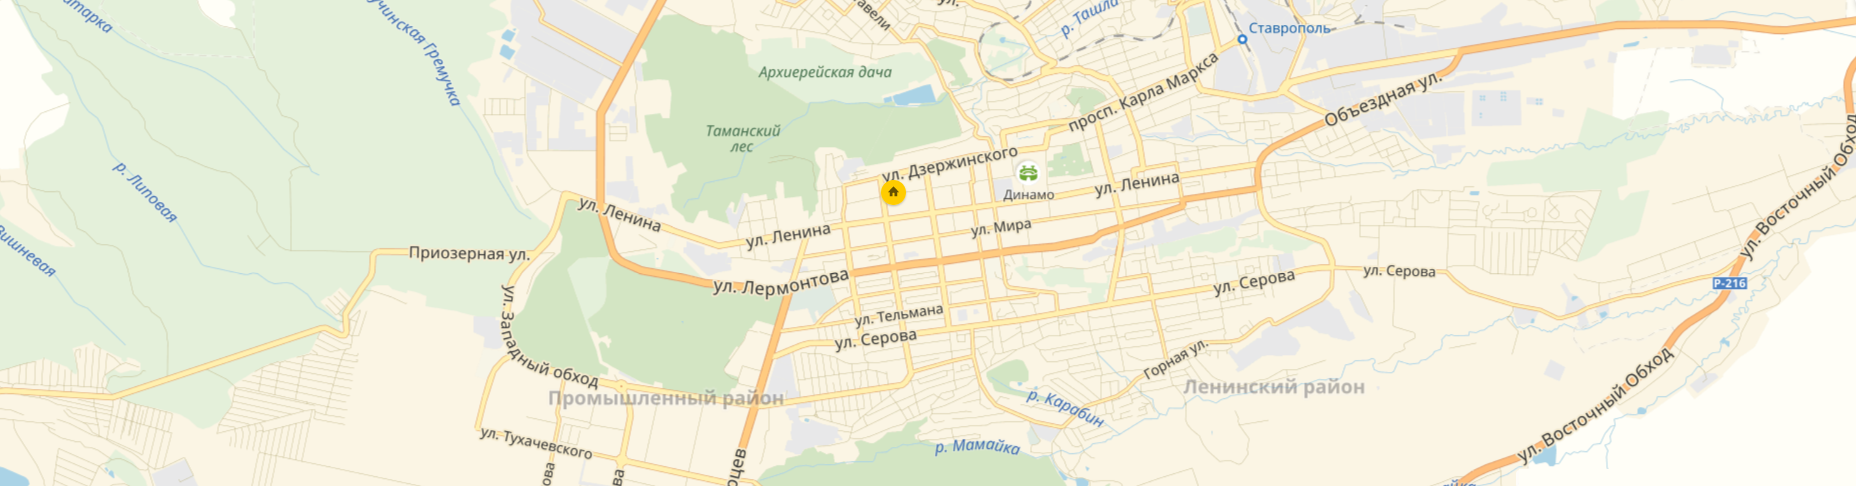 р. Ташла
Ставрополь
ул.
Гремучка
Архиерейская дача
просп. Карла Маркса
Объездная ул.
Таманский
лес
ул. Дзержинского
р. Липовая
Динамо
ул. Ленина
ул. Ленина
ул. Ленина
ул. Мира
ул. Восточный Обход
Приозерная ул.
ул. Лермонтова
ул. Серова
ул. Серова
Р-216
ул. Западный обход
ул. Тельмана
ул. Серова
Горная ул.
Промышленный район
Ленинский район
р. Карабин
ул. Восточный Обход
ул. Тухачевского
р. Мамайка